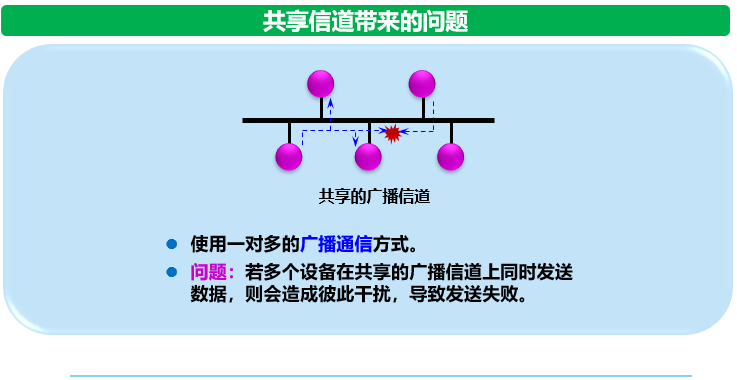 共享信道带来的问题
共享的广播信道
使用一对多的广播通信方式。
问题：若多个设备在共享的广播信道上同时发送
数据，则会造成彼此干扰，导致发送失败。